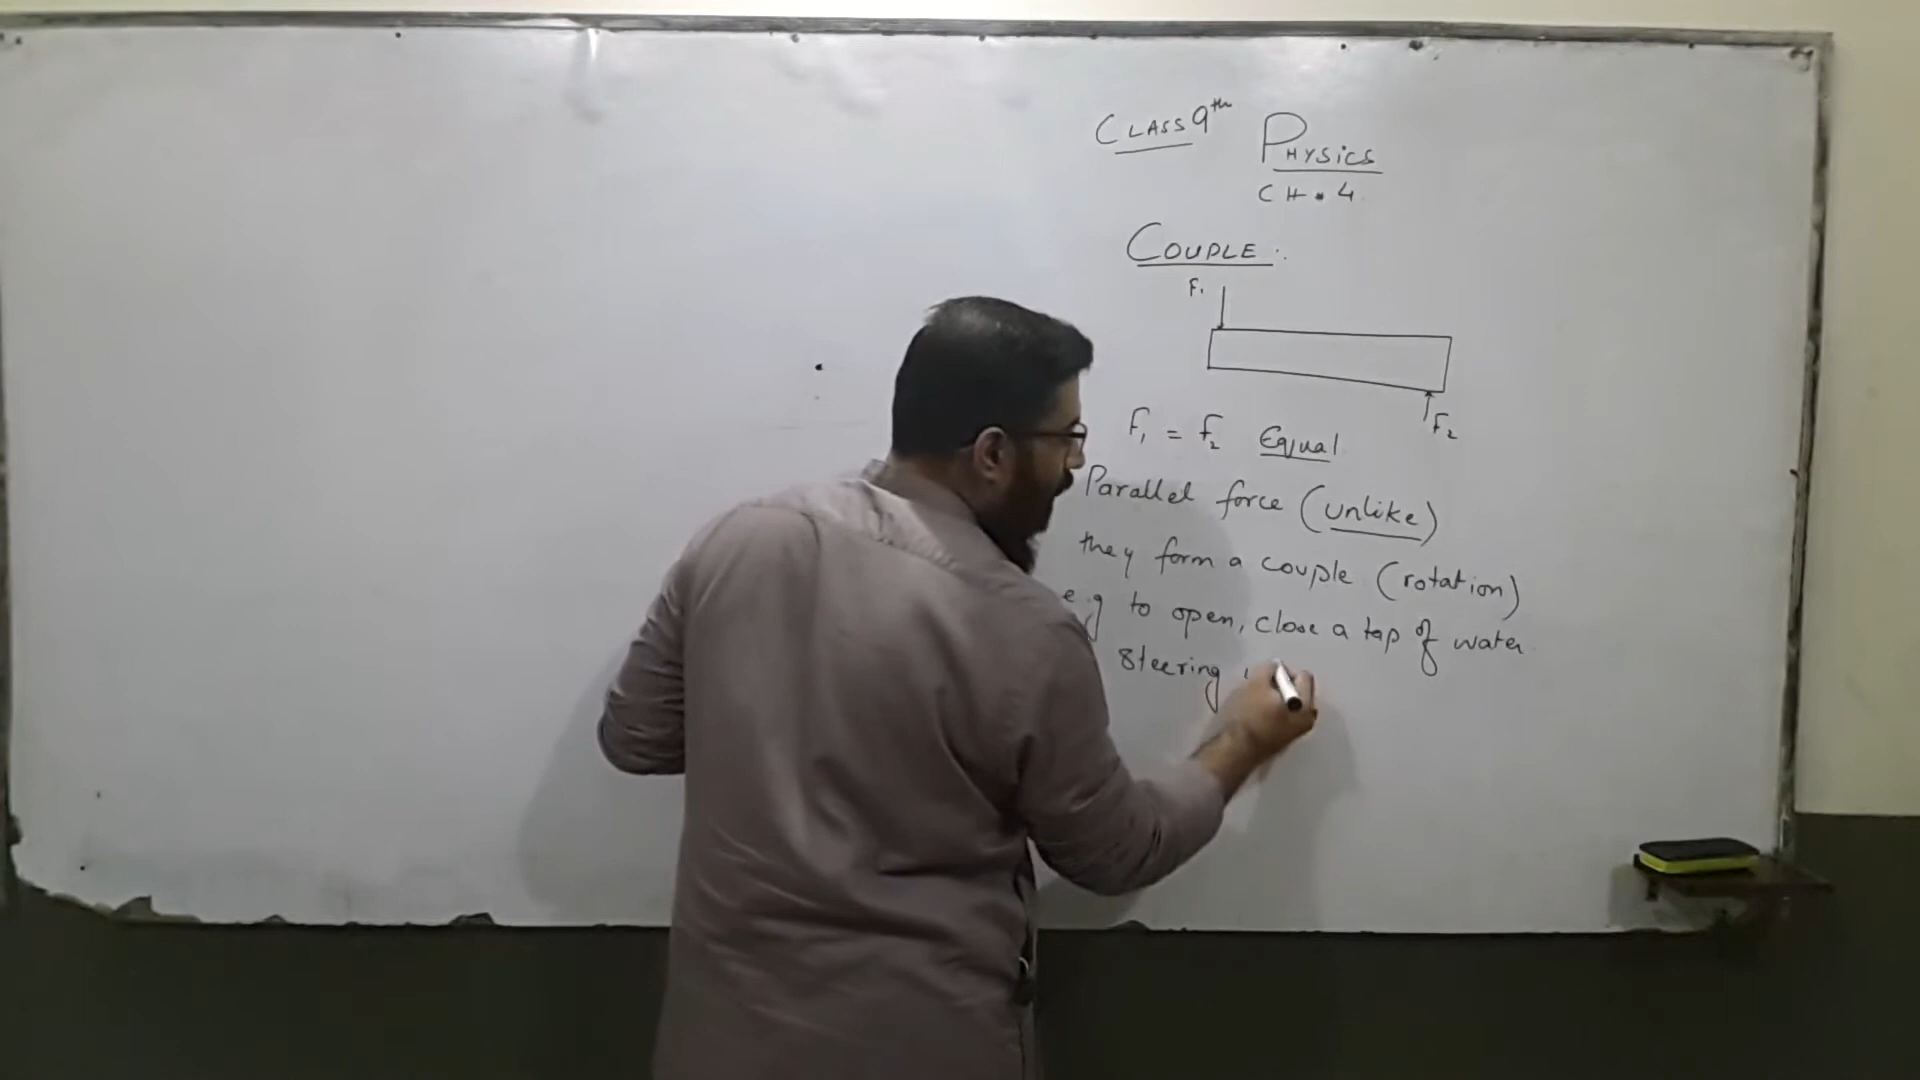 CLASS 9th
PHYSICS
CH.4
COUPLE:
F1
F2
F1 = F2 Equal
Parallel force (unlike)
they form a couple (rotation)
e.g to open, close a tap of water
steering